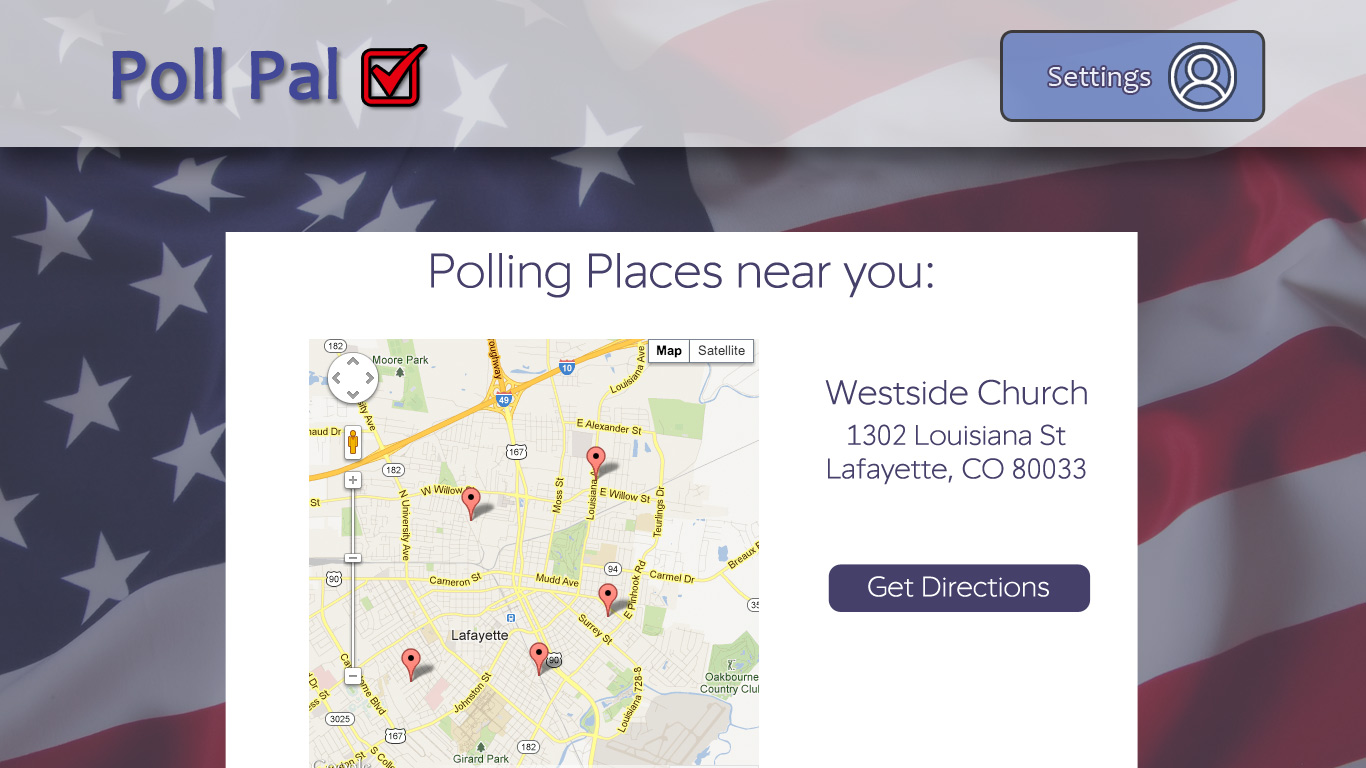 Poll Pal
Settings
Polling Places near you:
Westside Church
1302 Louisiana St
Lafayette, CO 80033
Get Directions
Map
Satellite
182
Moore Park
10
Louisiana Ave
49
E Alexander St
167
182
W Willow
Moss St
E Willow St
Louisiana
St
N University Ave
Teurlings Dr
90
Cameron St
Mudd Ave
94
Carmel Dr
Breaux
E Pinhook Rd
35
Surrey St
Lafayette
90
Oakbourne
Country Club
Johnston St
Louisiana 728-8
3025
167
182
S Colle
Girard Park